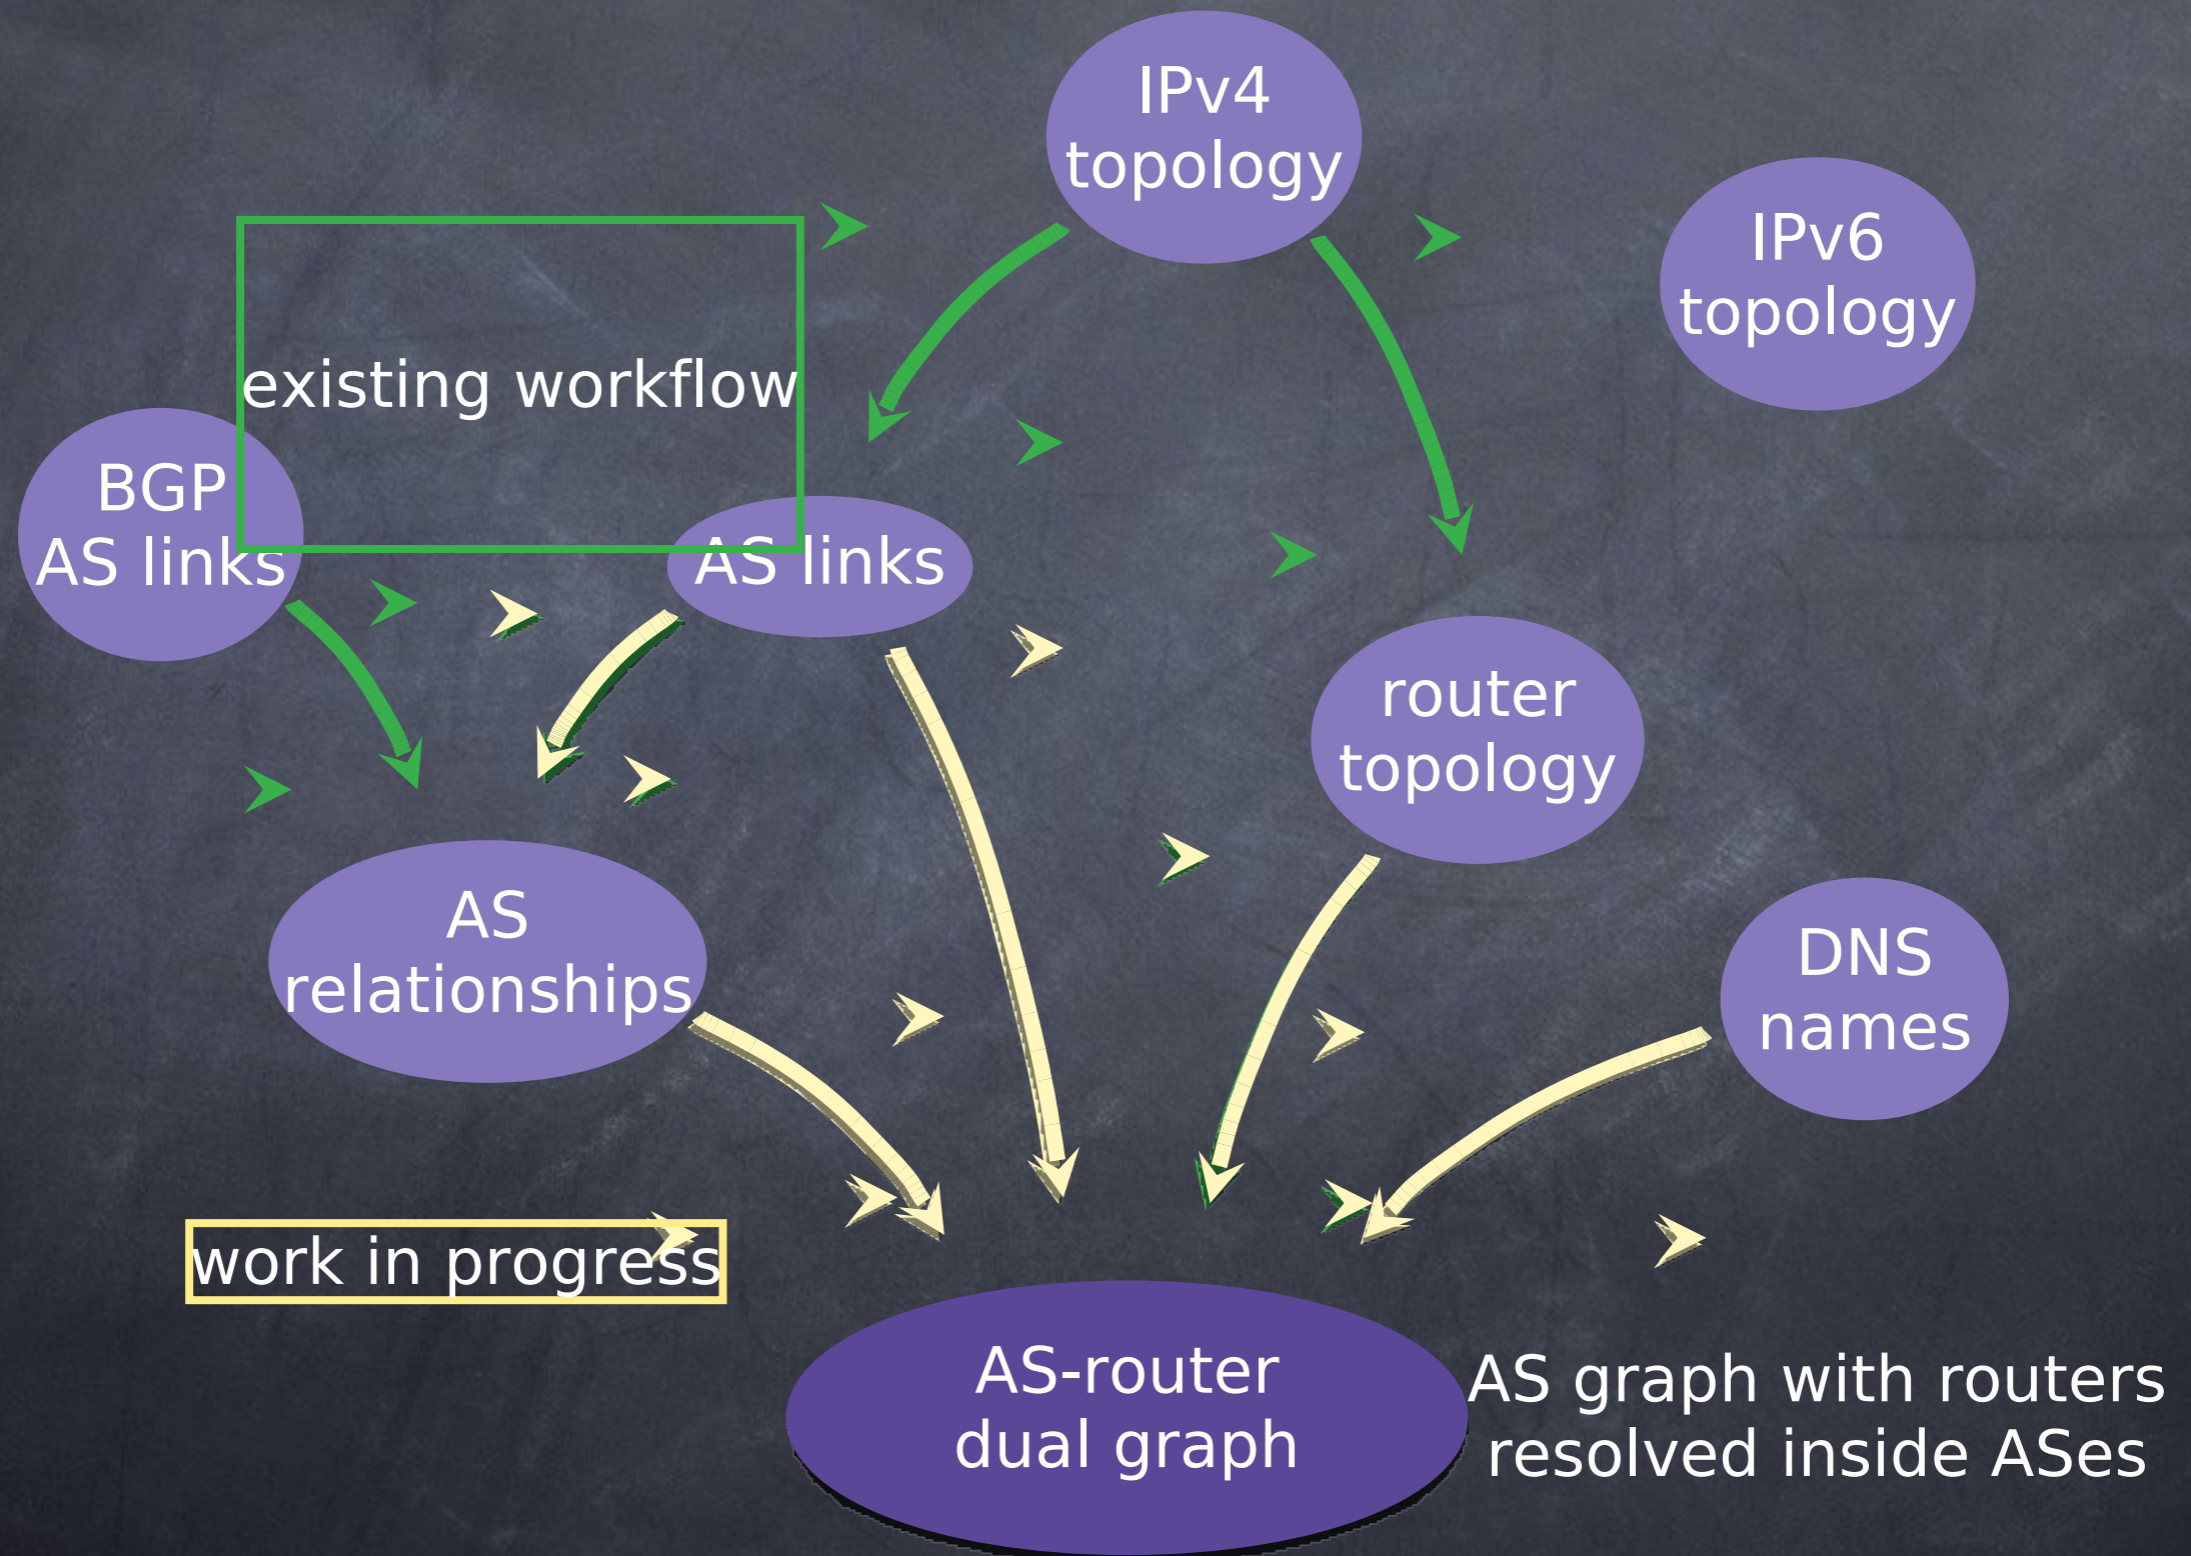 IPv4
topology
IPv6
topology
existing workflow
BGP
AS links
AS links
router
topology
AS
relationships
DNS
names
work in progress
AS-router
dual graph
AS graph with routers
resolved inside ASes